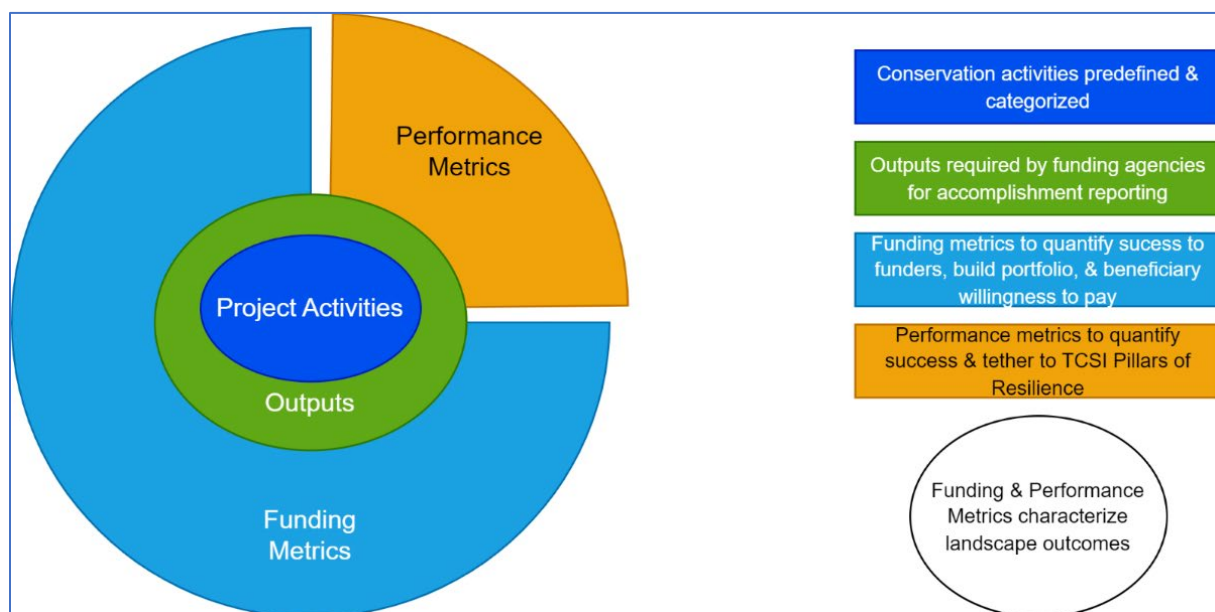 Performance
Metrics
Project Activities
Outputs
Funding
Metrics
Conservation activities predefined &
categorized
Outputs required by funding agencies
for accomplishment reporting
Funding metrics to quantify sucess to
funders, build portfolio, & beneficiary
willingness to pay
Performance metrics to quantify
success & tether to TCSI Pillars of
Resilience
Funding & Performance
Metrics characterize
landscape outcomes